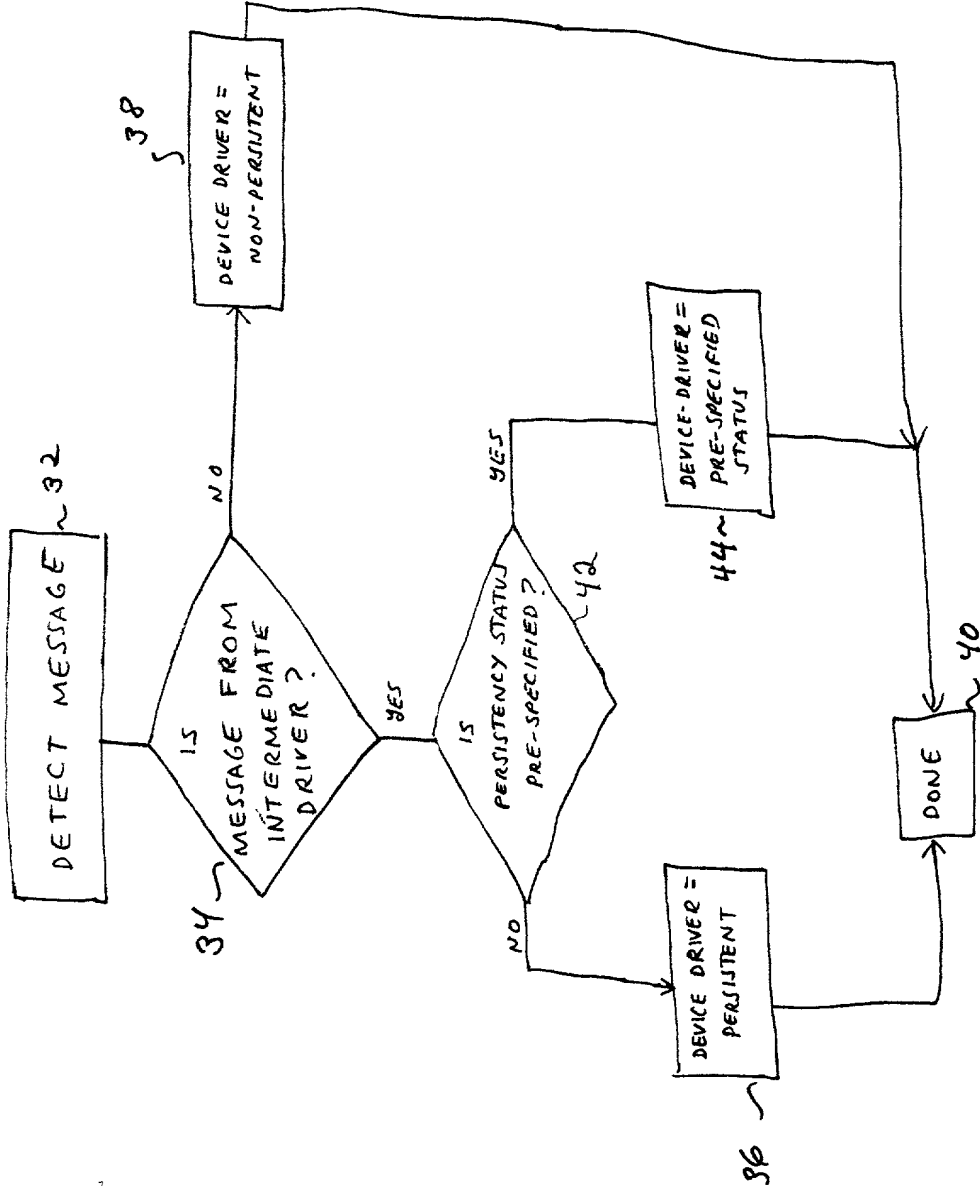 DETECT MESSAGE
32
IS
MESSAGE FROM
INTERMEDIATE
DRIVER?
34
NO
DEVICE DRIVER =
NON-PERSISTENT
38
YES
IS
PERSISTENCY STATUS
PRE-SPECIFIED?
42
NO
YES
DEVICE DRIVER =
PERSISTENT
36
DEVICE-DRIVER =
PRE-SPECIFIED
STATUS
44
DONE
40